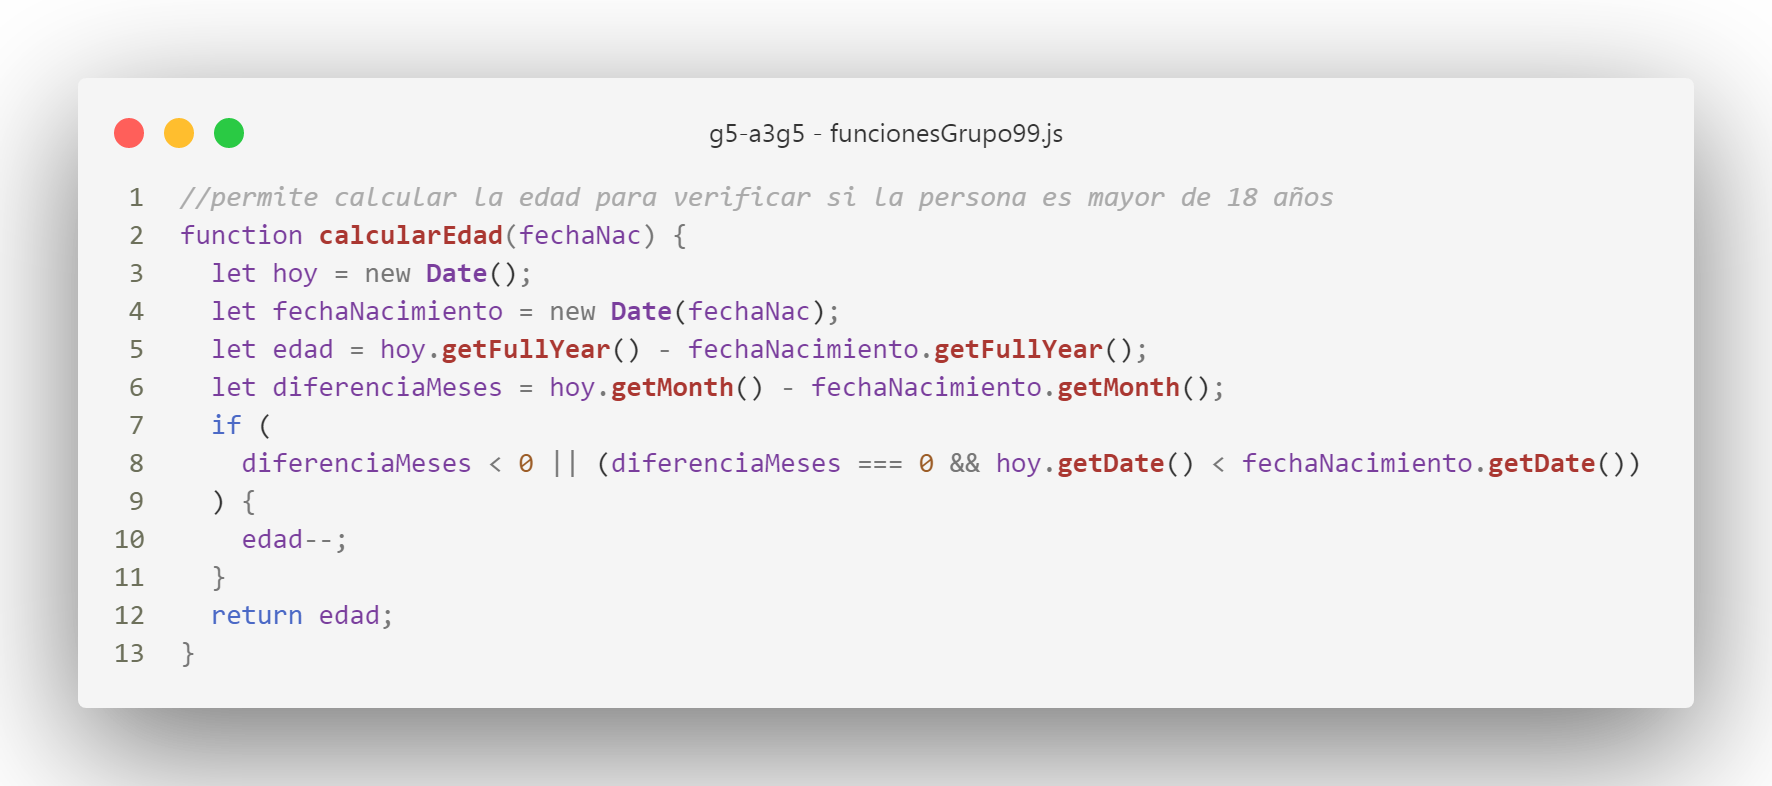 g5-a3g5 - funcionesGrupo99.js
1 //permite calcular la edad para verificar si la persona es mayor de 18 años
2 function calcularEdad(fechaNac) {
3   let hoy = new Date();
4   let fechaNacimiento = new Date(fechaNac);
5   let edad = hoy.getFullYear() - fechaNacimiento.getFullYear();
6   let diferenciaMeses = hoy.getMonth() - fechaNacimiento.getMonth();
7   if (
8     diferenciaMeses < 0 || (diferenciaMeses === 0 && hoy.getDate() < fechaNacimiento.getDate())
9   ) {
10     edad--;
11   }
12   return edad;
13 }